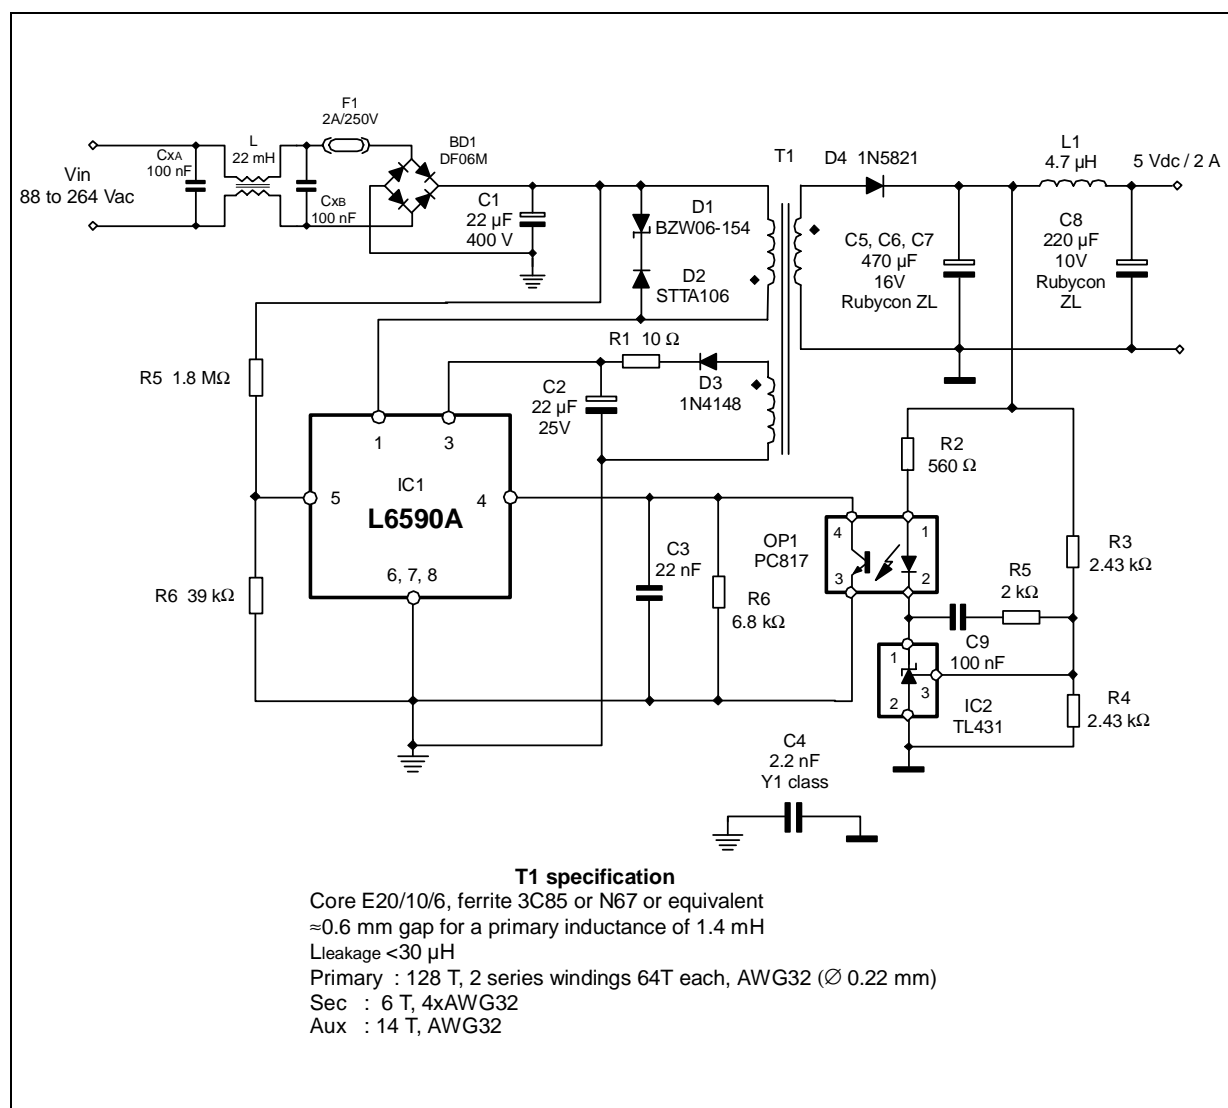 F1
2A/250V
BD1
DF06M
CxA
100 nF
L
22 mH
Vin
88 to 264 Vac
CxB
100 nF
C1
22 µF
400 V
D1
BZW06-154
D2
STTA106
T1
D4 1N5821
L1
4.7 µH
5 Vdc / 2 A
C5, C6, C7
470 µF
16V
Rubycon ZL
C8
220 µF
10V
Rubycon
ZL
R1 10 Ω
D3
1N4148
C2
22 µF
25V
R5 1.8 MΩ
1
3
5
IC1
4
L6590A
6, 7, 8
R6 39 kΩ
C3
22 nF
R6
6.8 kΩ
OP1
PC817
4
1
3
2
R2
560 Ω
R3
2.43 kΩ
R5
2 kΩ
C9
100 nF
1
3
2
IC2
TL431
R4
2.43 kΩ
C4
2.2 nF
Y1 class
T1 specification
Core E20/10/6, ferrite 3C85 or N67 or equivalent
≈0.6 mm gap for a primary inductance of 1.4 mH
Lleakage <30 µH
Primary : 128 T, 2 series windings 64T each, AWG32 (∅ 0.22 mm)
Sec : 6 T, 4xAWG32
Aux : 14 T, AWG32